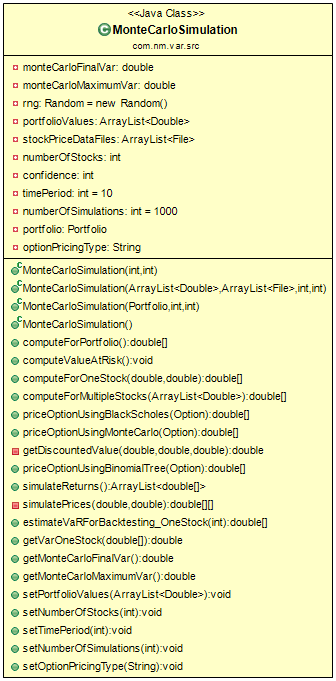 <<Java Class>>
C MonteCarloSimulation
com.nm.var.src
monteCarloFinalVar: double
monteCarloMaximumVar: double
rng: Random = new Random()
portfolioValues: ArrayList<Double>
stockPriceDataFiles: ArrayList<File>
numberOfStocks: int
confidence: int
timePeriod: int = 10
numberOfSimulations: int = 1000
portfolio: Portfolio
optionPricingType: String
C MonteCarloSimulation(int,int)
C MonteCarloSimulation(ArrayList<Double>,ArrayList<File>,int,int)
C MonteCarloSimulation(Portfolio,int,int)
C MonteCarloSimulation()
computeForPortfolio():double[]
computeValueAtRisk():void
computeForOneStock(double,double):double[]
computeForMultipleStocks(ArrayList<Double>):double[]
priceOptionUsingBlackScholes(Option):double[]
priceOptionUsingMonteCarlo(Option):double[]
getDiscountedValue(double,double,double):double
priceOptionUsingBinomialTree(Option):double[]
simulateReturns():ArrayList<double[]>
simulatePrices(double,double):double[][]
estimateVaRForBacktesting_OneStock(int):double[]
getVarOneStock(double[]):double
getMonteCarloFinalVar():double
getMonteCarloMaximumVar():double
setPortfolioValues(ArrayList<Double>):void
setNumberOfStocks(int):void
setTimePeriod(int):void
setNumberOfSimulations(int):void
setOptionPricingType(String):void